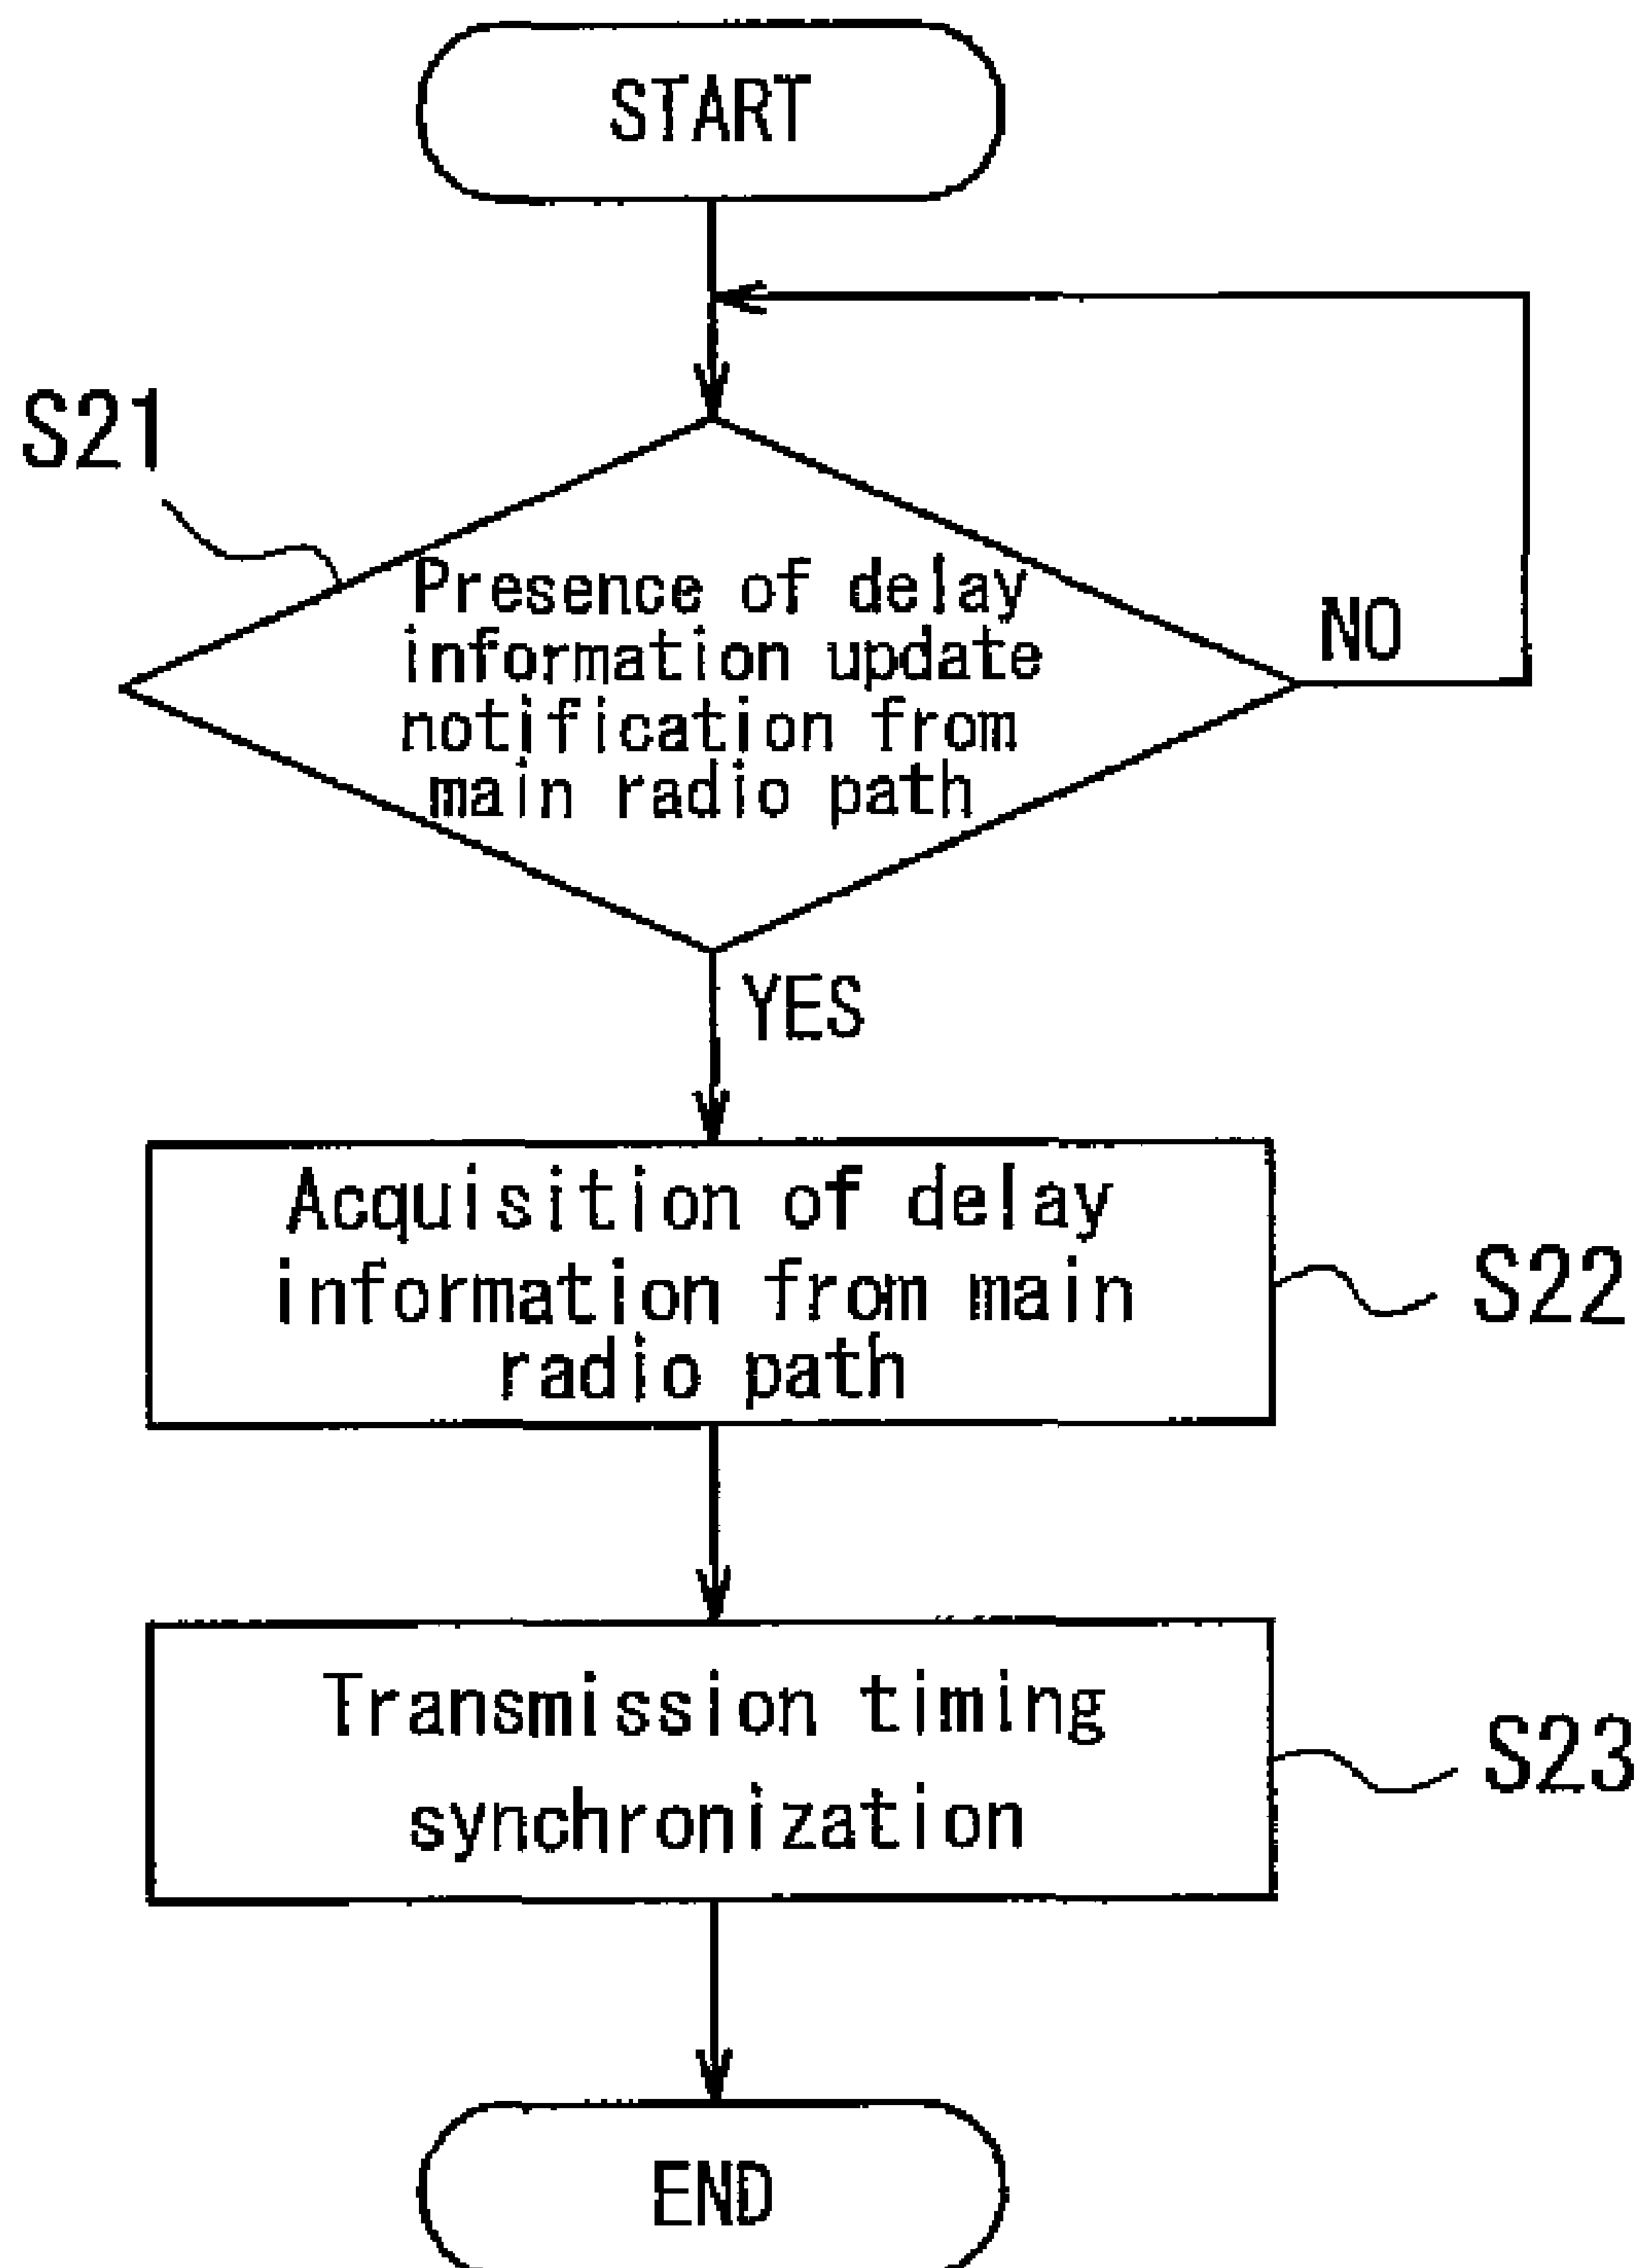 START
S21
Presence of delay
information update
notification from
main radio path
NO
YES
Acquisition of delay
information from main
radio path
S22
Transmission timing
synchronization
S23
END